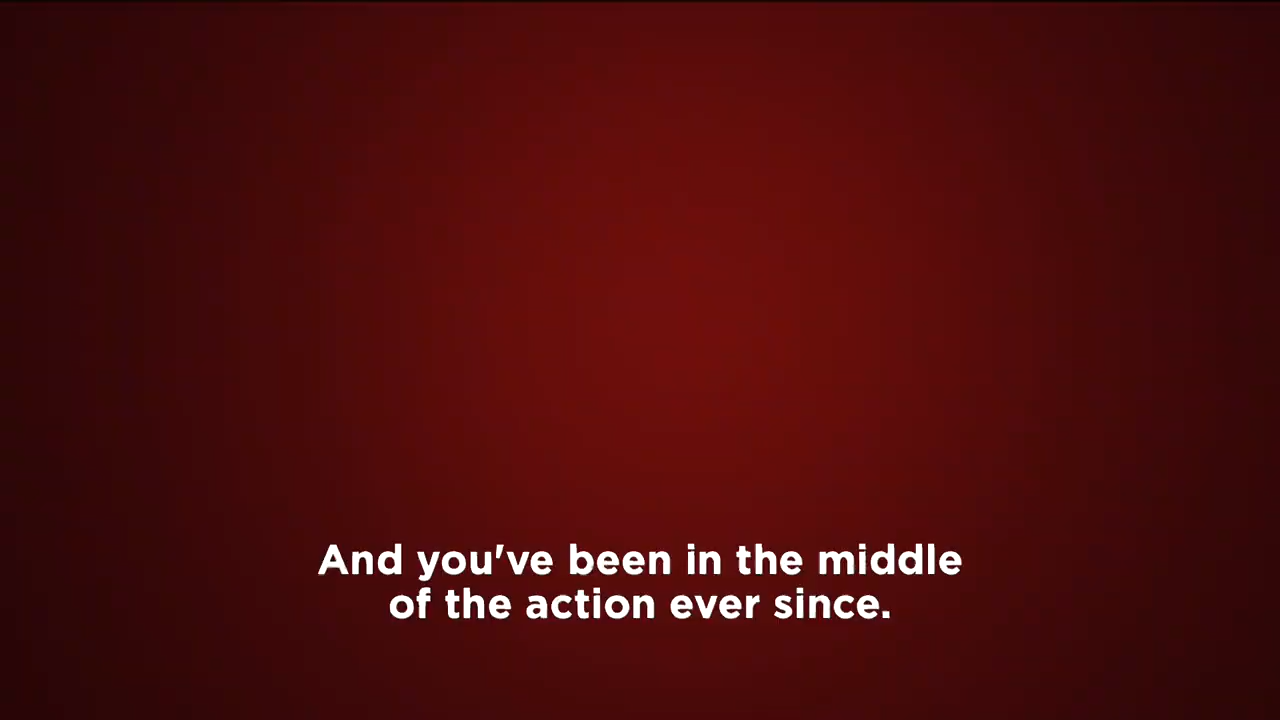 And you've been in the middle
of the action ever since.